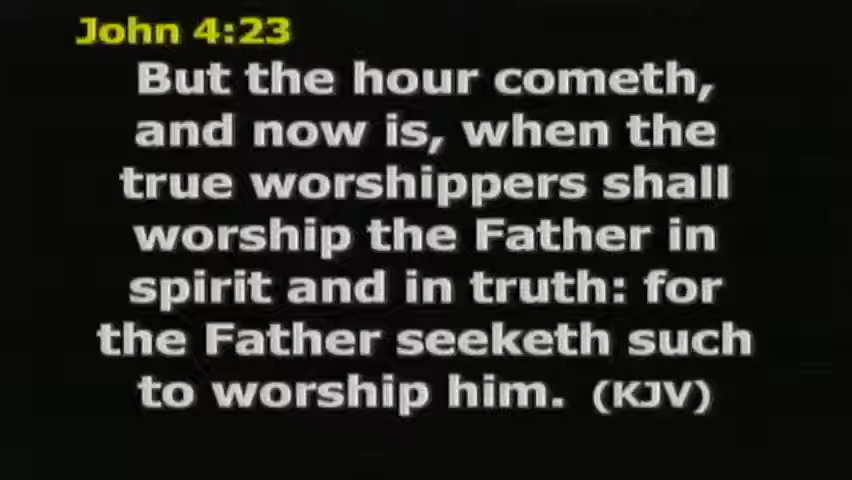 John 4:23
But the hour cometh,
and now is, when the
true worshippers shall
worship the Father in
spirit and in truth: for
the Father seeketh such
to worship him. (KJV)